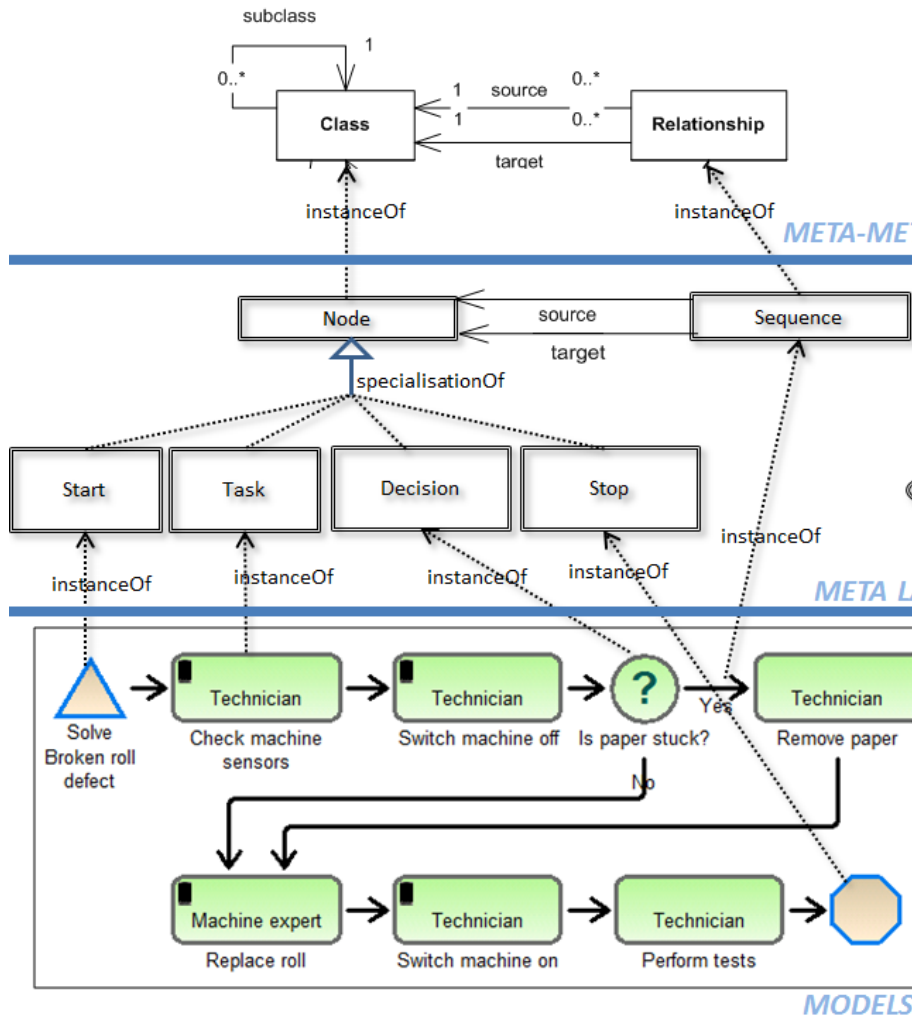 subclass
1
0..*
1 source 0..*
Class
1 0..*
Relationship
target
instanceOf instanceOf
META-MET
Node
source
Sequence
target
specialisationOf
Start Task Decision Stop
instanceOf
instanceOf instanceOf instanceOf instanceOf
META LA
Technician Technician ? Yes Technician
Solve
Broken roll
defect
Check machine
sensors
Switch machine off
Is paper stuck?
Remove paper
No
Machine expert Technician Technician
Replace roll Switch machine on Perform tests
MODELS